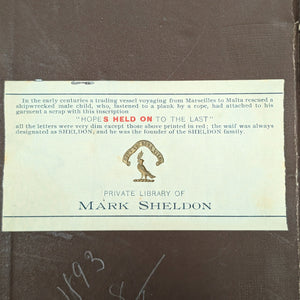 In the early centuries a trading vessel voyaging from Marseilles to Malta rescued a
shipwrecked male child, who, fastened to a plank by a rope, had attached to his
garment a scrap with this inscription
"HOPES HELD ON TO THE LAST"
all the letters were very dim except those above printed in red; the waif was always
designated as SHELDON, and he was the founder of the SHELDON family.
PRIVATE LIBRARY OF
MARK SHELDON
1893